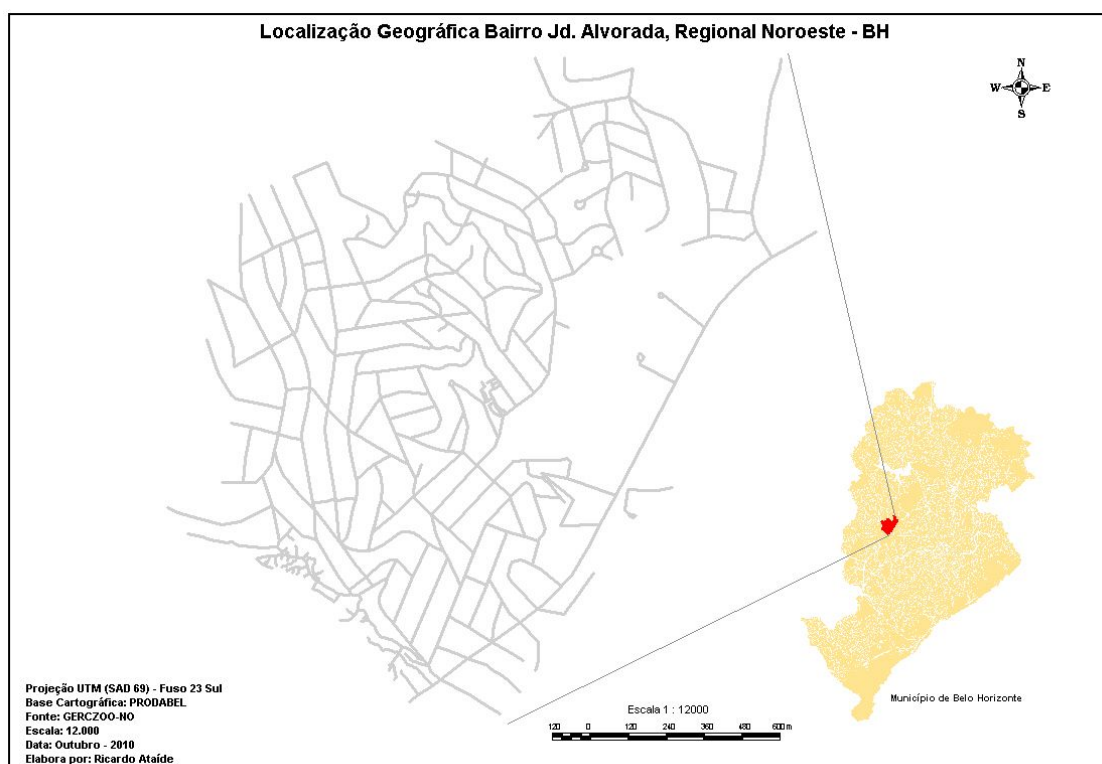 Localização Geográfica Bairro Jd. Alvorada, Regional Noroeste - BH
N
W E
S
Município de Belo Horizonte
Escala 1 : 12000
120 0 120 240 360 480 600 m
Projeção UTM (SAD 69) - Fuso 23 Sul
Base Cartográfica: PRODABEL
Fonte: GERCZOO-NO
Escala: 12.000
Data: Outubro - 2010
Elabora por: Ricardo Ataíde